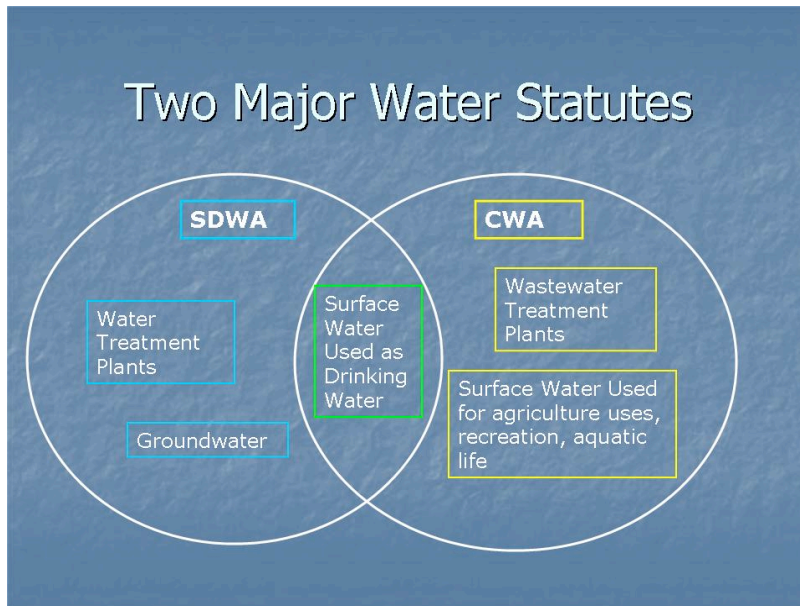 Two Major Water Statutes
SDWA
CWA
Water
Treatment
Plants
Groundwater
Surface
Water
Used as
Drinking
Water
Wastewater
Treatment
Plants
Surface Water Used
for agriculture uses,
recreation, aquatic
life